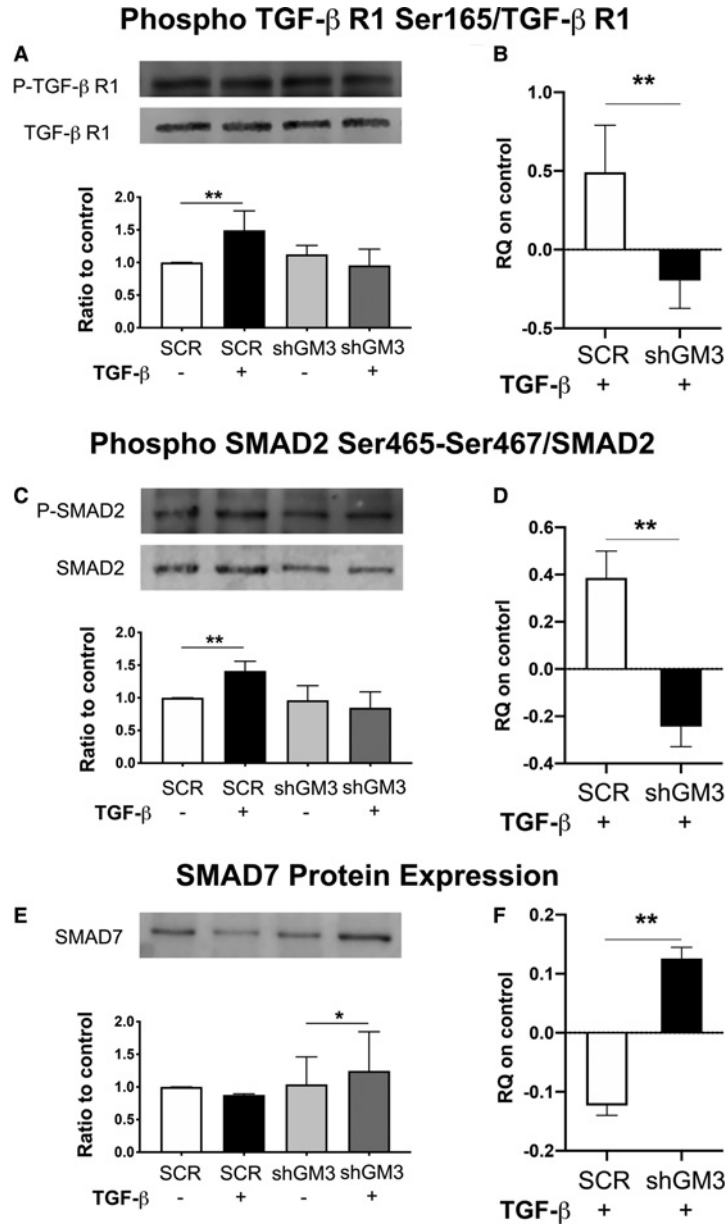 Phospho TGF-β R1 Ser165/TGF-β R1
A
P-TGF-β R1
TGF-β R1
Ratio to control
2.0
1.5
1.0
0.5
0.0
**
SCR SCR shGM3 shGM3
TGF-β - + - +
B
RQ on control
1.0
0.5
0.0
-0.5
**
SCR shGM3
TGF-β + +
Phospho SMAD2 Ser465-Ser467/SMAD2
C
P-SMAD2
SMAD2
Ratio to control
2.0
1.5
1.0
0.5
0.0
**
SCR SCR shGM3 shGM3
TGF-β - + - +
D
RQ on contorl
0.6
0.4
0.2
0.0
-0.2
-0.4
**
SCR shGM3
TGF-β + +
SMAD7 Protein Expression
E
SMAD7
Ratio to control
2.0
1.5
1.0
0.5
0.0
*
SCR SCR shGM3 shGM3
TGF-β - + - +
F
RQ on control
0.2
0.1
0.0
-0.1
-0.2
**
SCR shGM3
TGF-β + +